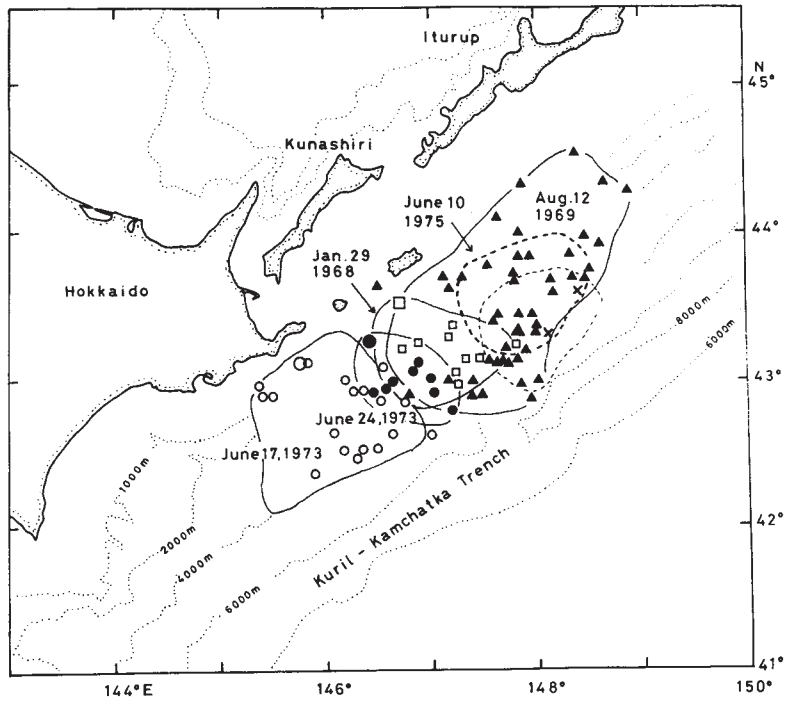 Iturup
N
45°
Kunashiri
June 10
1975
Aug. 12
1969
44°
Jan. 29
1968
Hokkaido
8000m
6000m
43°
June 24, 1973
June 17, 1973
1000m
2000m
4000m
6000m
Kuril - Kamchatka Trench
42°
41°
144°E
146°
148°
150°